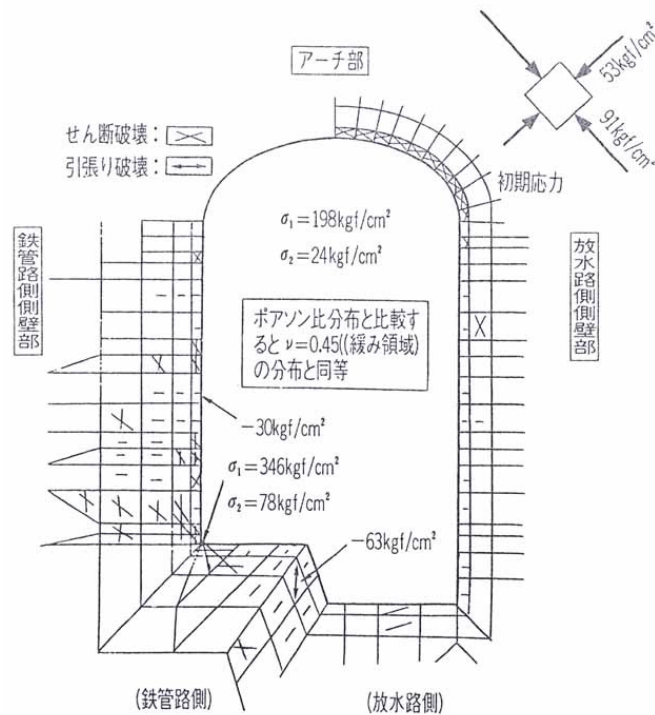 アーチ部
53kgf/cm²
91kgf/cm²
せん断破壊：
引張り破壊：
初期応力
σ₁=198kgf/cm²
σ₂=24kgf/cm²
鉄管路側側壁部
放水路側側壁部
ポアソン比分布と比較す
るとν=0.45((緩み領域)
の分布と同等
−30kgf/cm²
σ₁=346kgf/cm²
σ₂=78kgf/cm²
−63kgf/cm²
(鉄管路側)
(放水路側)